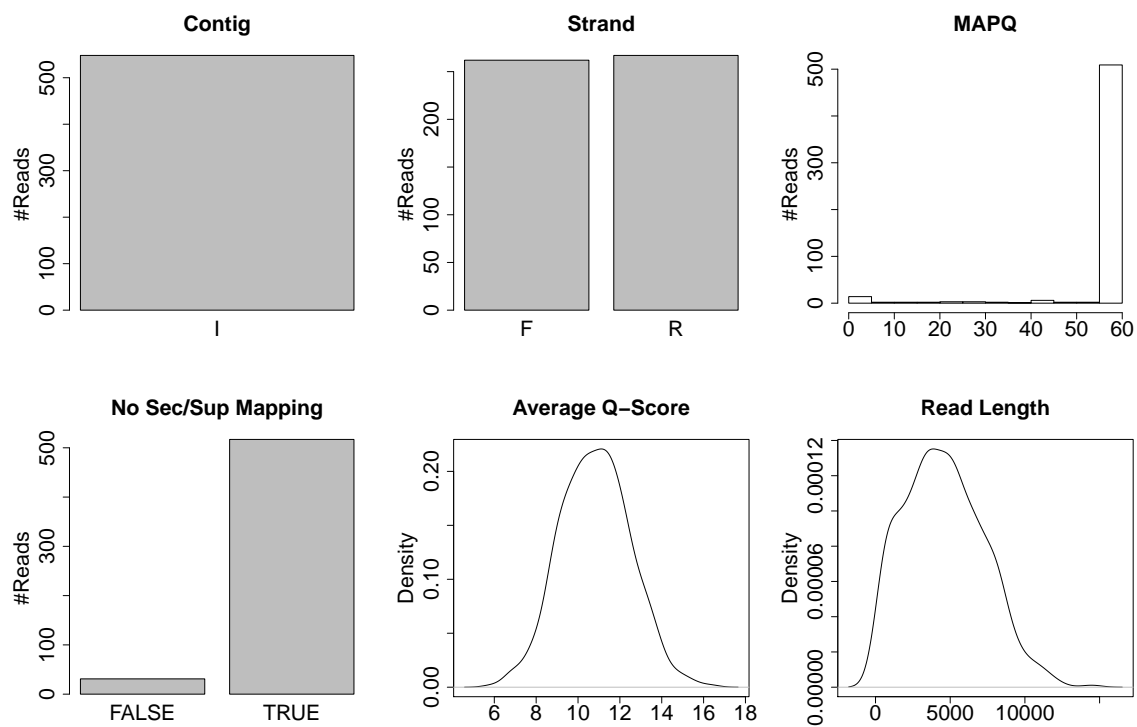 Contig
#Reads
0 100 300 500
I
Strand
#Reads
0 50 100 200
F R
MAPQ
#Reads
0 100 300 500
0 10 20 30 40 50 60
No Sec/Sup Mapping
#Reads
0 100 300 500
FALSE TRUE
Average Q−Score
Density
0.00 0.10 0.20
6 8 10 12 14 16 18
Read Length
Density
0.00000 0.00006 0.00012
0 5000 10000